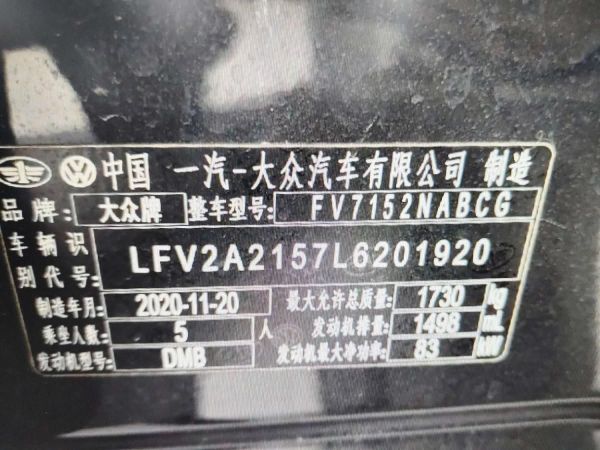 中国 一汽-大众汽车有限公司 制造
品牌: 大众牌 整车型号: FV7152NABCG
车辆识别代号: LFV2A2157L6201920
制造年月: 2020-11-20 最大允许总质量: 1730 kg
乘坐人数: 5 人 发动机排量: 1498 mL
发动机型号: DMB 发动机最大净功率: 83 kW